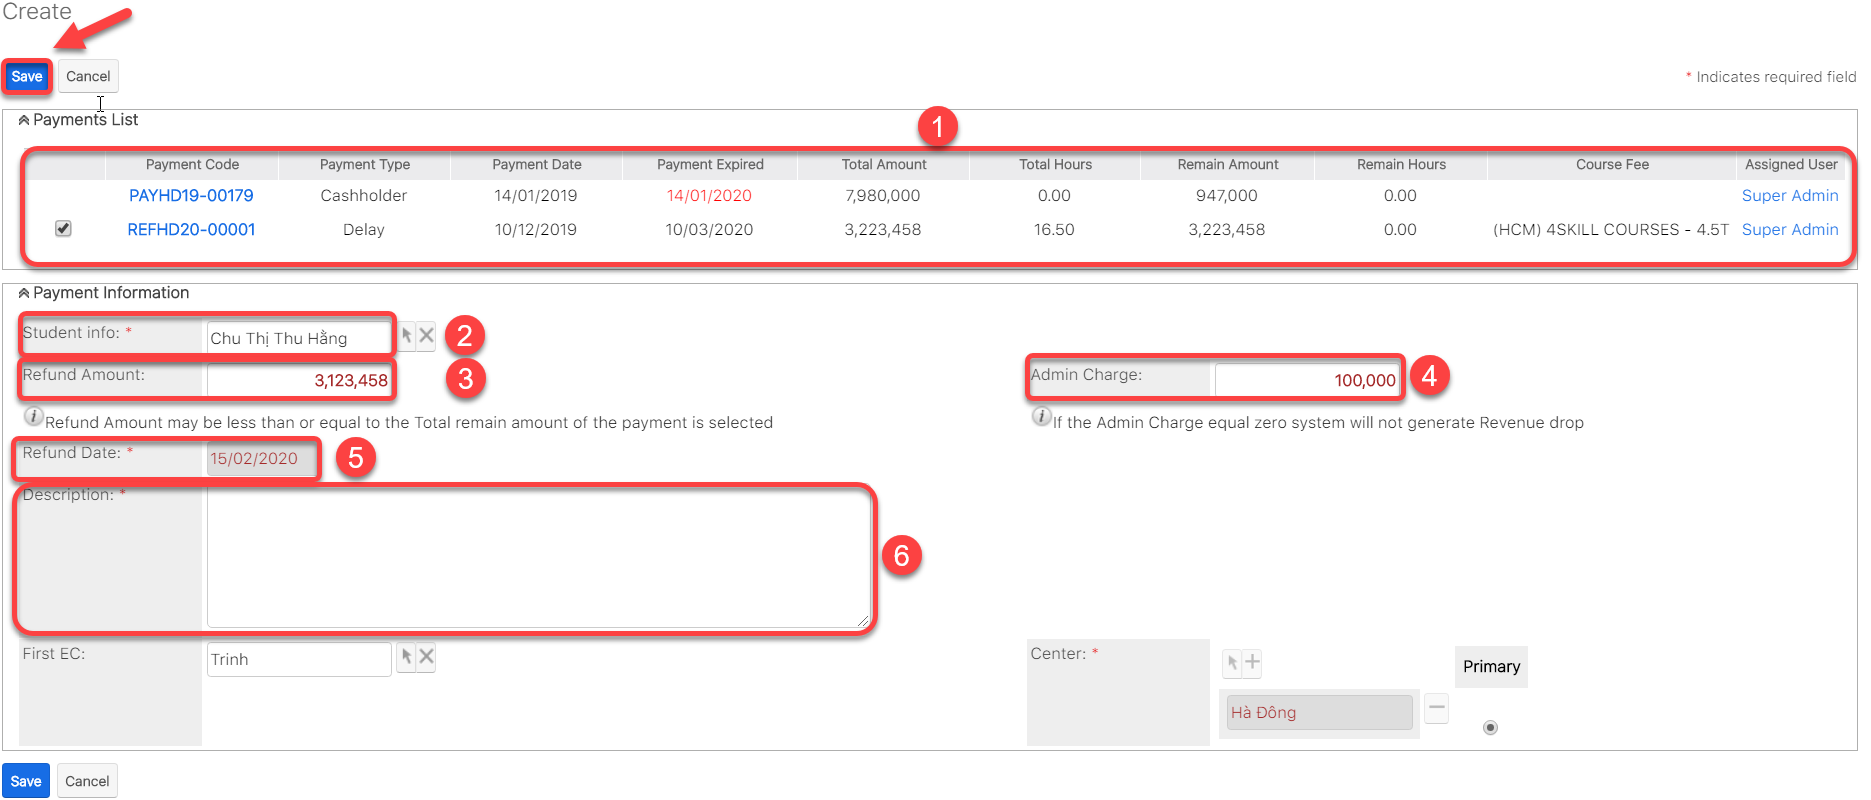 Create
Save Cancel
* Indicates required field
Payments List
1
Payment Code Payment Type Payment Date Payment Expired Total Amount Total Hours Remain Amount Remain Hours Course Fee Assigned User
PAYHD19-00179 Cashholder 14/01/2019 14/01/2020 7,980,000 0.00 947,000 0.00 Super Admin
REFHD20-00001 Delay 10/12/2019 10/03/2020 3,223,458 16.50 3,223,458 0.00 (HCM) 4SKILL COURSES - 4.5T Super Admin
Payment Information
Student info: * Chu Thị Thu Hằng 2
Refund Amount: 3,123,458 3 Admin Charge: 100,000 4
i Refund Amount may be less than or equal to the Total remain amount of the payment is selected i If the Admin Charge equal zero system will not generate Revenue drop
Refund Date: * 15/02/2020 5
Description: *
6
First EC: Trinh Center: * Primary
Hà Đông
Save Cancel